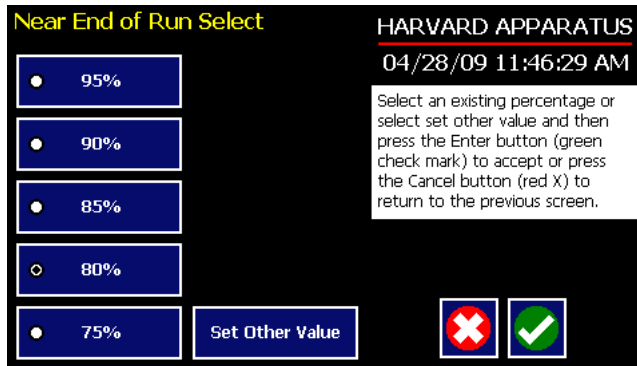 Near End of Run Select
HARVARD APPARATUS
04/28/09 11:46:29 AM
95%
90%
85%
80%
75%
Set Other Value
Select an existing percentage or
select set other value and then
press the Enter button (green
check mark) to accept or press
the Cancel button (red X) to
return to the previous screen.